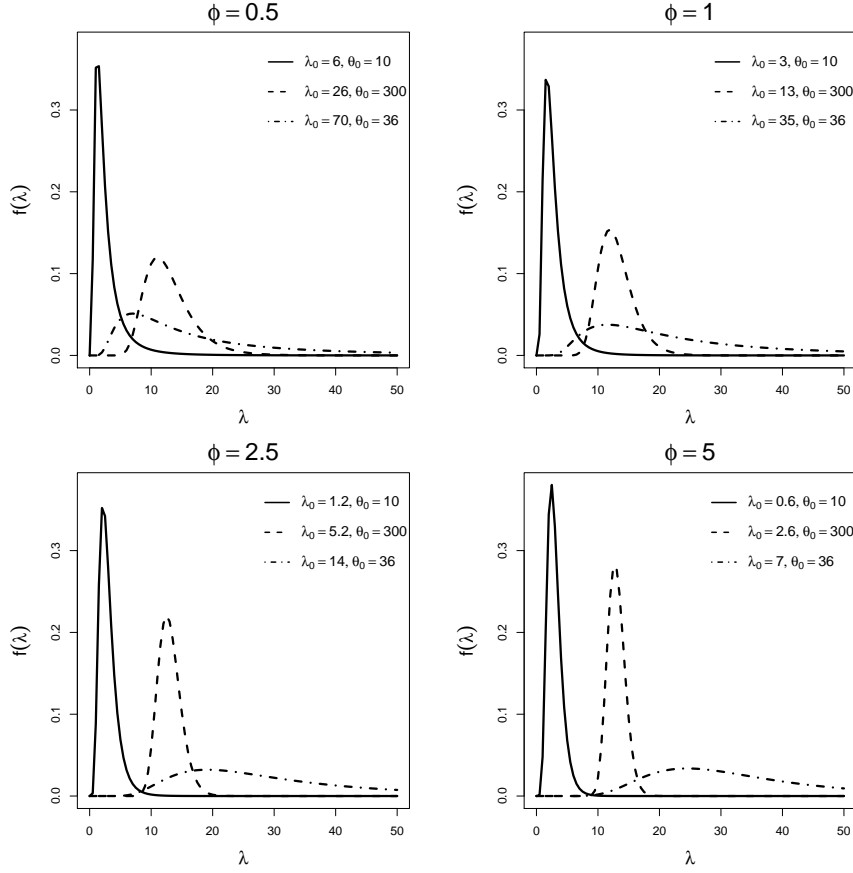 ϕ = 0.5
λ₀ = 6, θ₀ = 10
λ₀ = 26, θ₀ = 300
λ₀ = 70, θ₀ = 36
f(λ)
0.3
0.2
0.1
0.0
0 10 20 30 40 50
λ
ϕ = 1
λ₀ = 3, θ₀ = 10
λ₀ = 13, θ₀ = 300
λ₀ = 35, θ₀ = 36
f(λ)
0.3
0.2
0.1
0.0
0 10 20 30 40 50
λ
ϕ = 2.5
λ₀ = 1.2, θ₀ = 10
λ₀ = 5.2, θ₀ = 300
λ₀ = 14, θ₀ = 36
f(λ)
0.3
0.2
0.1
0.0
0 10 20 30 40 50
λ
ϕ = 5
λ₀ = 0.6, θ₀ = 10
λ₀ = 2.6, θ₀ = 300
λ₀ = 7, θ₀ = 36
f(λ)
0.3
0.2
0.1
0.0
0 10 20 30 40 50
λ